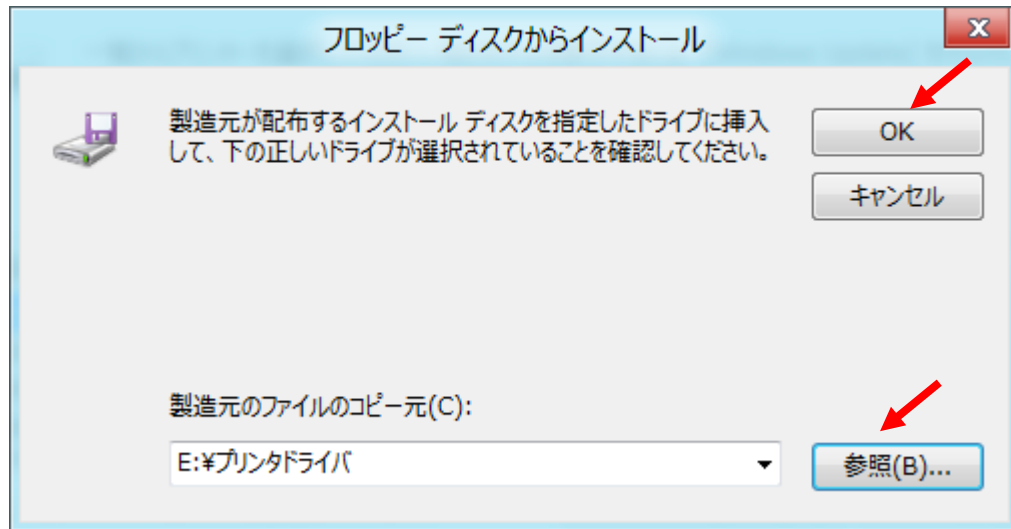 フロッピー ディスクからインストール
x
製造元が配布するインストール ディスクを指定したドライブに挿入
して、下の正しいドライブが選択されていることを確認してください。
OK
キャンセル
製造元のファイルのコピー元(C):
E:¥プリンタドライバ
参照(B)...